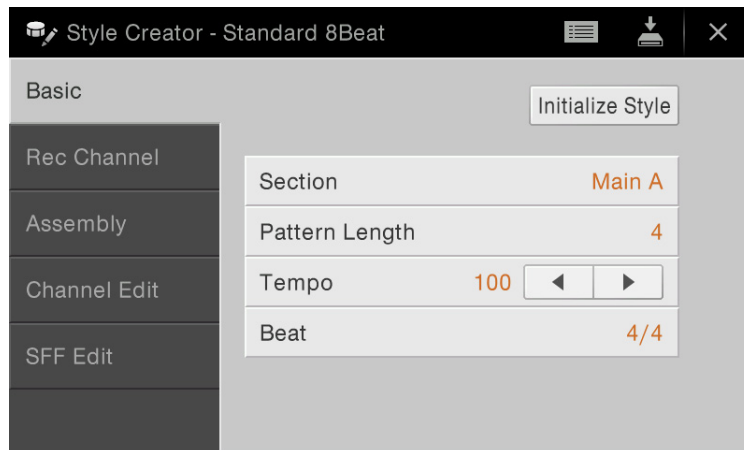 Style Creator - Standard 8Beat
Basic
Initialize Style
Rec Channel
Section Main A
Assembly
Pattern Length 4
Channel Edit
Tempo 100
Beat 4/4
SFF Edit